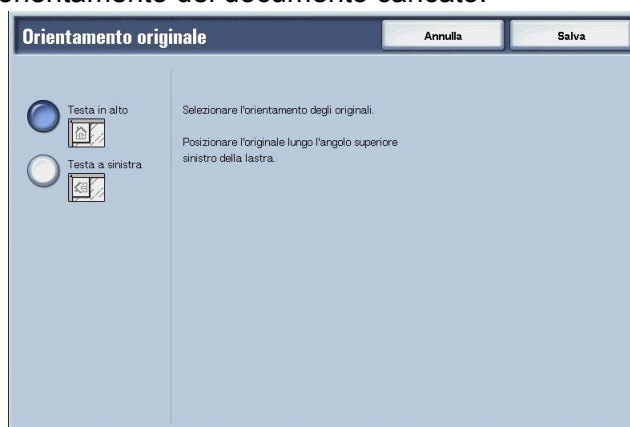 orientamento del documento caricato.
Orientamento originale
Annulla
Salva
Testa in alto
Selezionare l'orientamento degli originali.
Posizionare l'originale lungo l'angolo superiore
sinistro della lastra.
Testa a sinistra